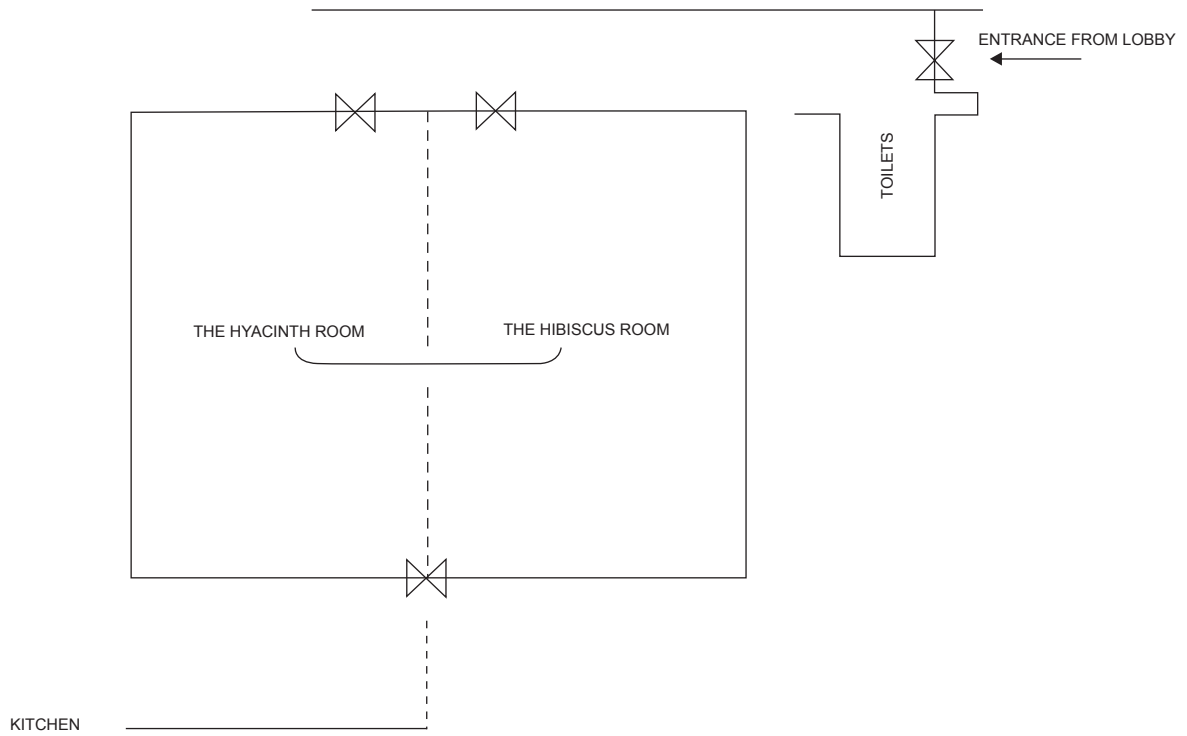 ENTRANCE FROM LOBBY
TOILETS
THE HYACINTH ROOM
THE HIBISCUS ROOM
KITCHEN